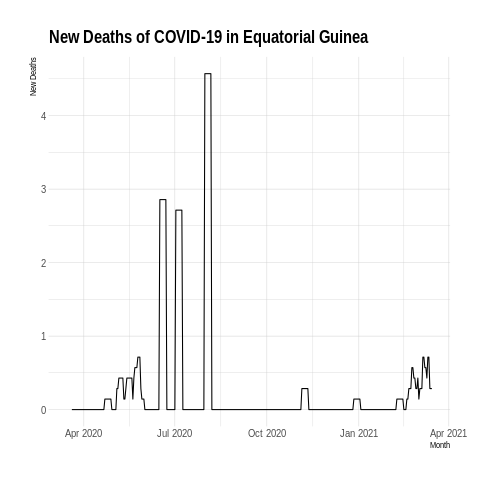 New Deaths of COVID-19 in Equatorial Guinea
New Deaths
4
3
2
1
0
Apr 2020 Jul 2020 Oct 2020 Jan 2021 Apr 2021
Month